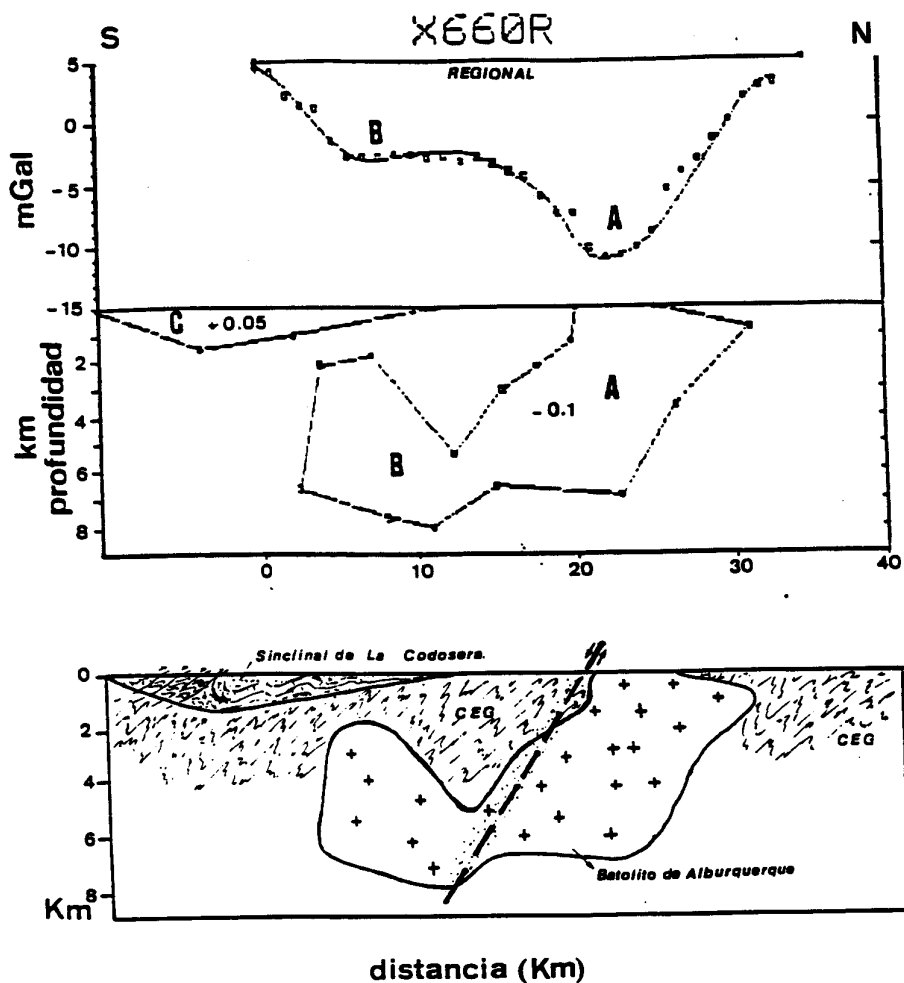 S X660R N
REGIONAL
5
0
-5
-10
-15
mGal
B
A
C +0.05
A
-0.1
B
2
4
6
8
km
profundidad
0 10 20 30 40
Sinclinal de La Codosera.
0
2
4
6
8
Km
CEG
CEG
Batolito de Alburquerque
distancia (Km)